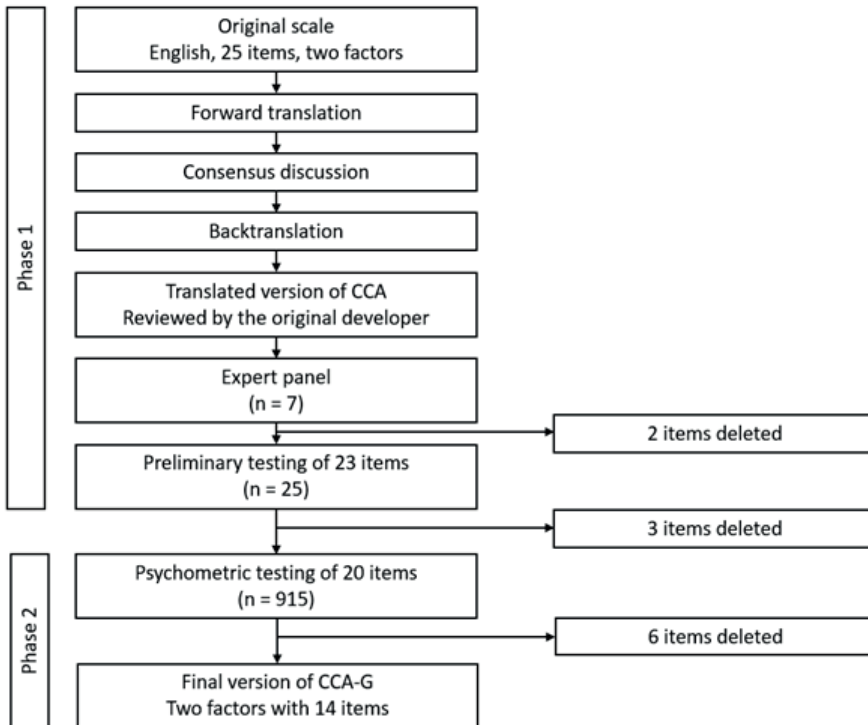 Phase 1
Original scale
English, 25 items, two factors
Forward translation
Consensus discussion
Backtranslation
Translated version of CCA
Reviewed by the original developer
Expert panel
(n = 7)
2 items deleted
Preliminary testing of 23 items
(n = 25)
3 items deleted
Phase 2
Psychometric testing of 20 items
(n = 915)
6 items deleted
Final version of CCA-G
Two factors with 14 items